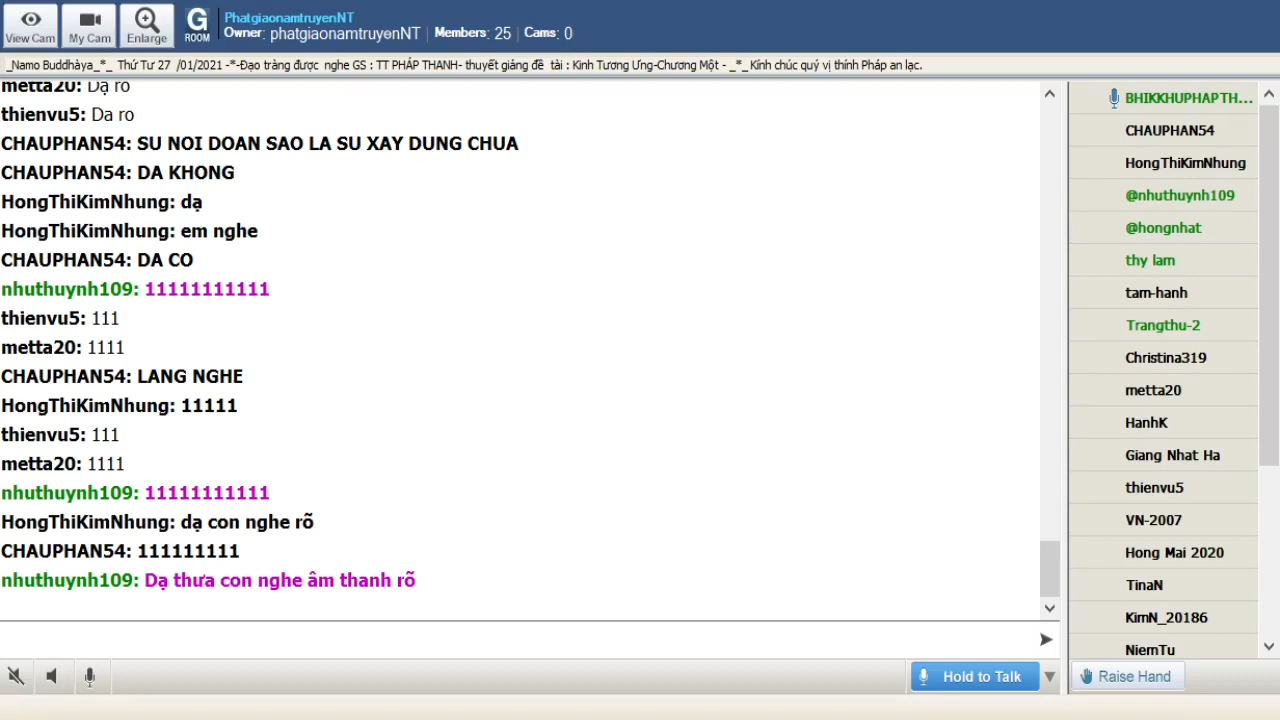 PhatgiaonamtruyenNT
Owner: phatgiaonamtruyenNT Members: 25 Cams: 0
View Cam My Cam Enlarge G ROOM
_Namo Buddhàya_*_ Thứ Tư 27 /01/2021 -*-Đạo tràng được nghe GS : TT PHÁP THANH- thuyết giảng đề tài : Kinh Tương Ưng-Chương Một - _*_Kính chúc quý vị thính Pháp an lạc.
metta20: Dạ rõ
thienvu5: Da ro
CHAUPHAN54: SU NOI DOAN SAO LA SU XAY DUNG CHUA
CHAUPHAN54: DA KHONG
HongThiKimNhung: dạ
HongThiKimNhung: em nghe
CHAUPHAN54: DA CO
nhuthuynh109: 11111111111
thienvu5: 111
metta20: 1111
CHAUPHAN54: LANG NGHE
HongThiKimNhung: 11111
thienvu5: 111
metta20: 1111
nhuthuynh109: 11111111111
HongThiKimNhung: dạ con nghe rõ
CHAUPHAN54: 111111111
nhuthuynh109: Dạ thưa con nghe âm thanh rõ
Hold to Talk
BHIKKHUPHAPTH...
CHAUPHAN54
HongThiKimNhung
@nhuthuynh109
@hongnhat
thy lam
tam-hanh
Trangthu-2
Christina319
metta20
HanhK
Giang Nhat Ha
thienvu5
VN-2007
Hong Mai 2020
TinaN
KimN_20186
NiemTu
Raise Hand